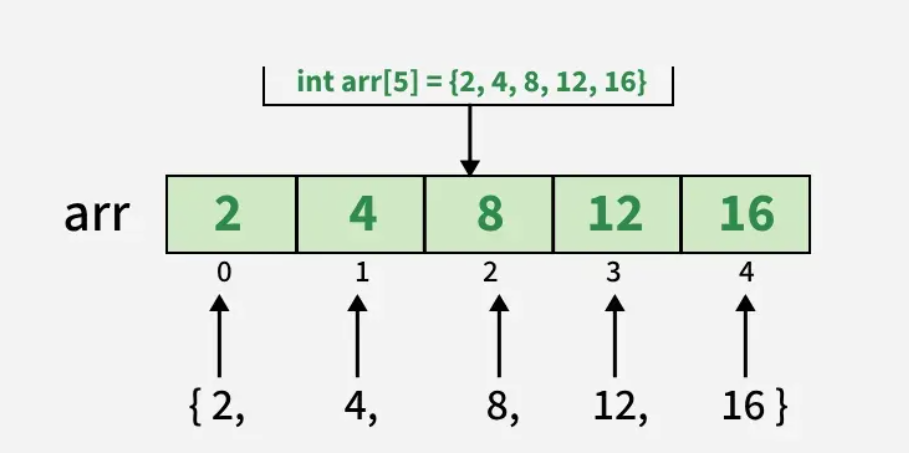 int arr[5] = {2, 4, 8, 12, 16}
arr 2 4 8 12 16
0 1 2 3 4
{ 2, 4, 8, 12, 16 }